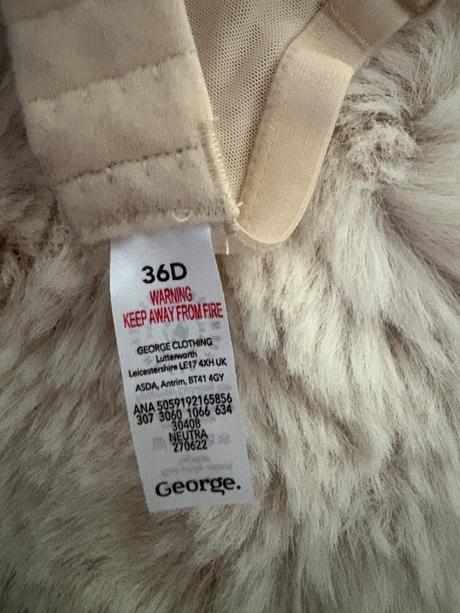 36D
WARNING
KEEP AWAY FROM FIRE
GEORGE CLOTHING
Lutterworth
Leicestershire LE17 4XH UK
ASDA, Antrim, BT41 4GY
ANA 5059192165856
307 3060 1066 634
30408
NEUTRA
270622
George.